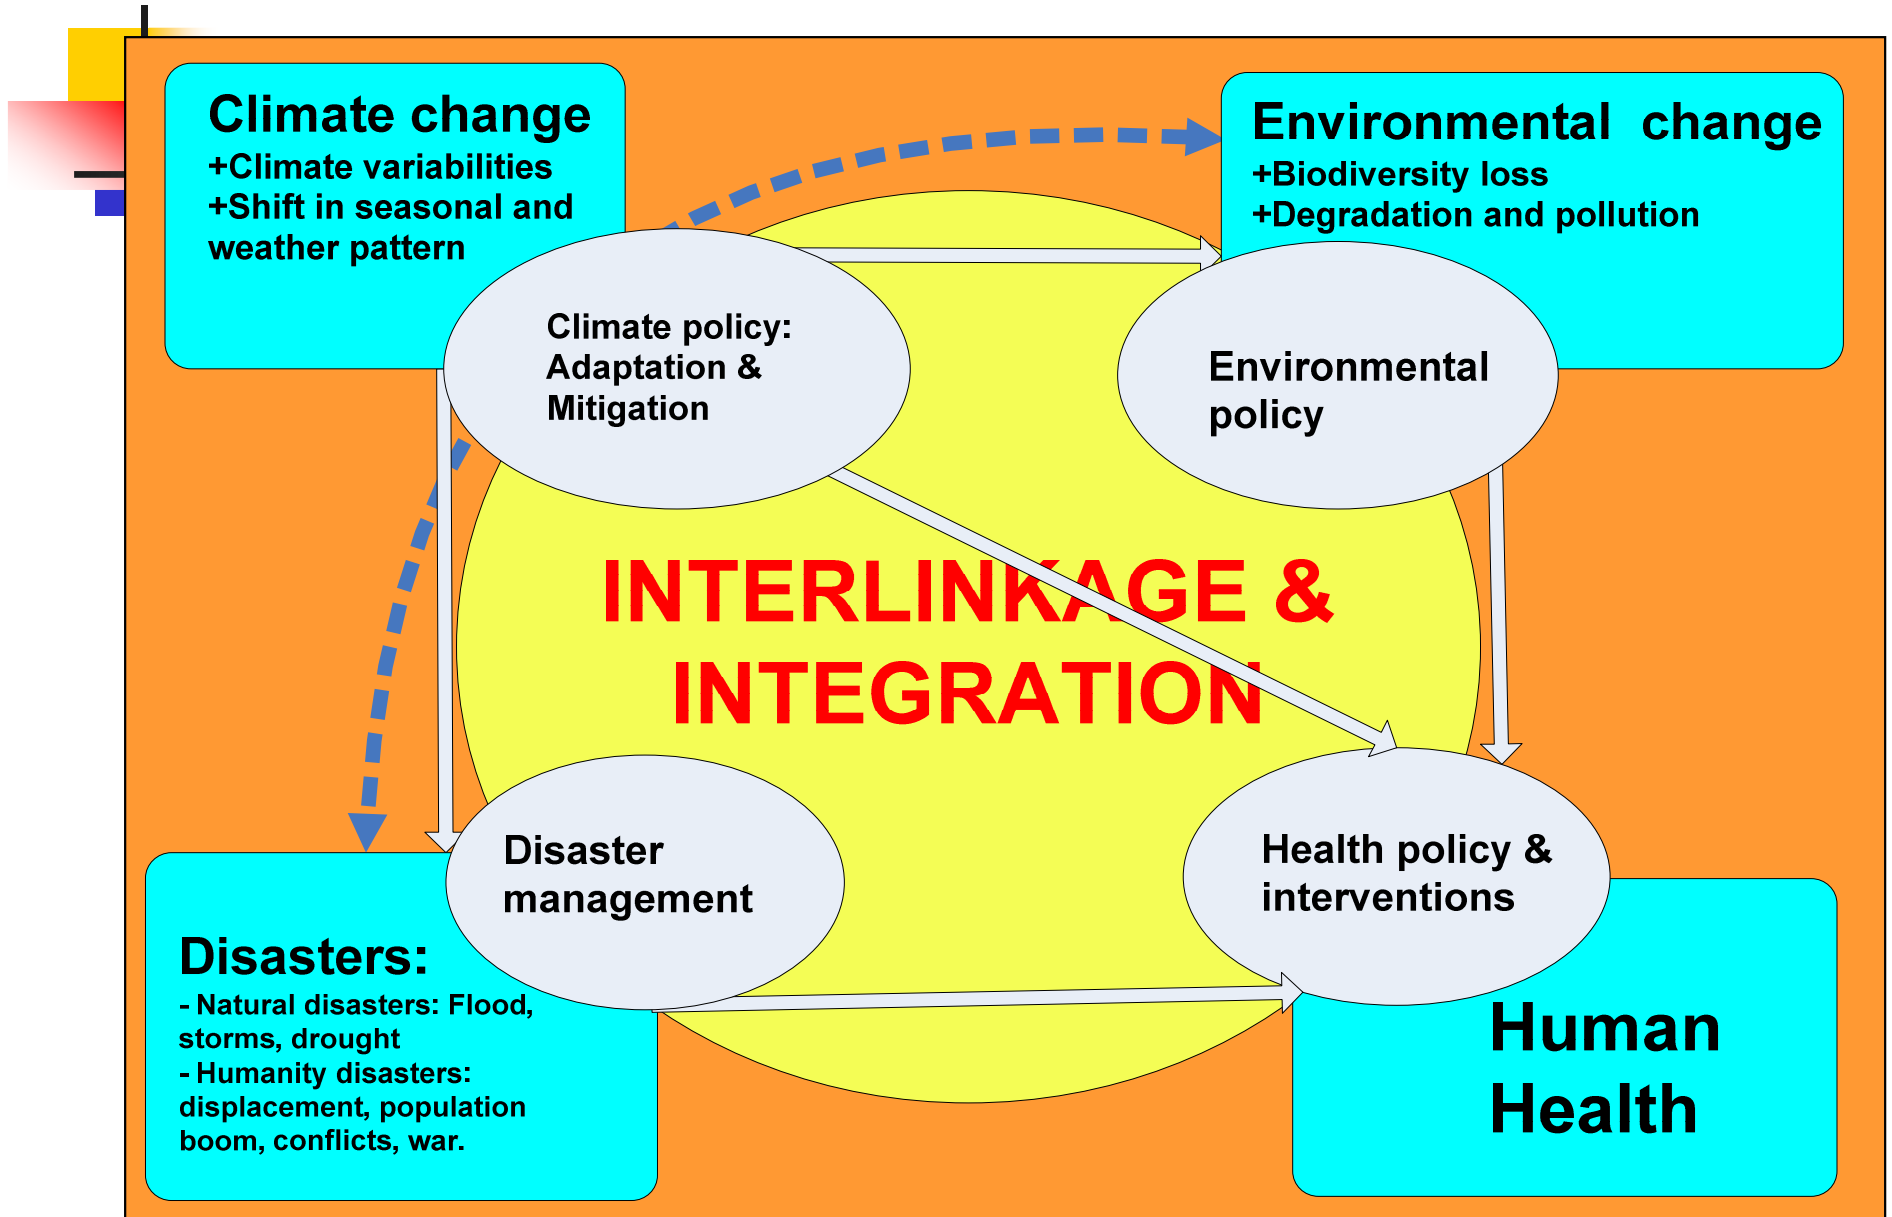 Climate change
+Climate variabilities
+Shift in seasonal and
weather pattern
Environmental change
+Biodiversity loss
+Degradation and pollution
Climate policy:
Adaptation &
Mitigation
Environmental
policy
INTERLINKAGE &
INTEGRATION
Disaster
management
Health policy &
interventions
Disasters:
- Natural disasters: Flood,
storms, drought
- Humanity disasters:
displacement, population
boom, conflicts, war.
Human
Health